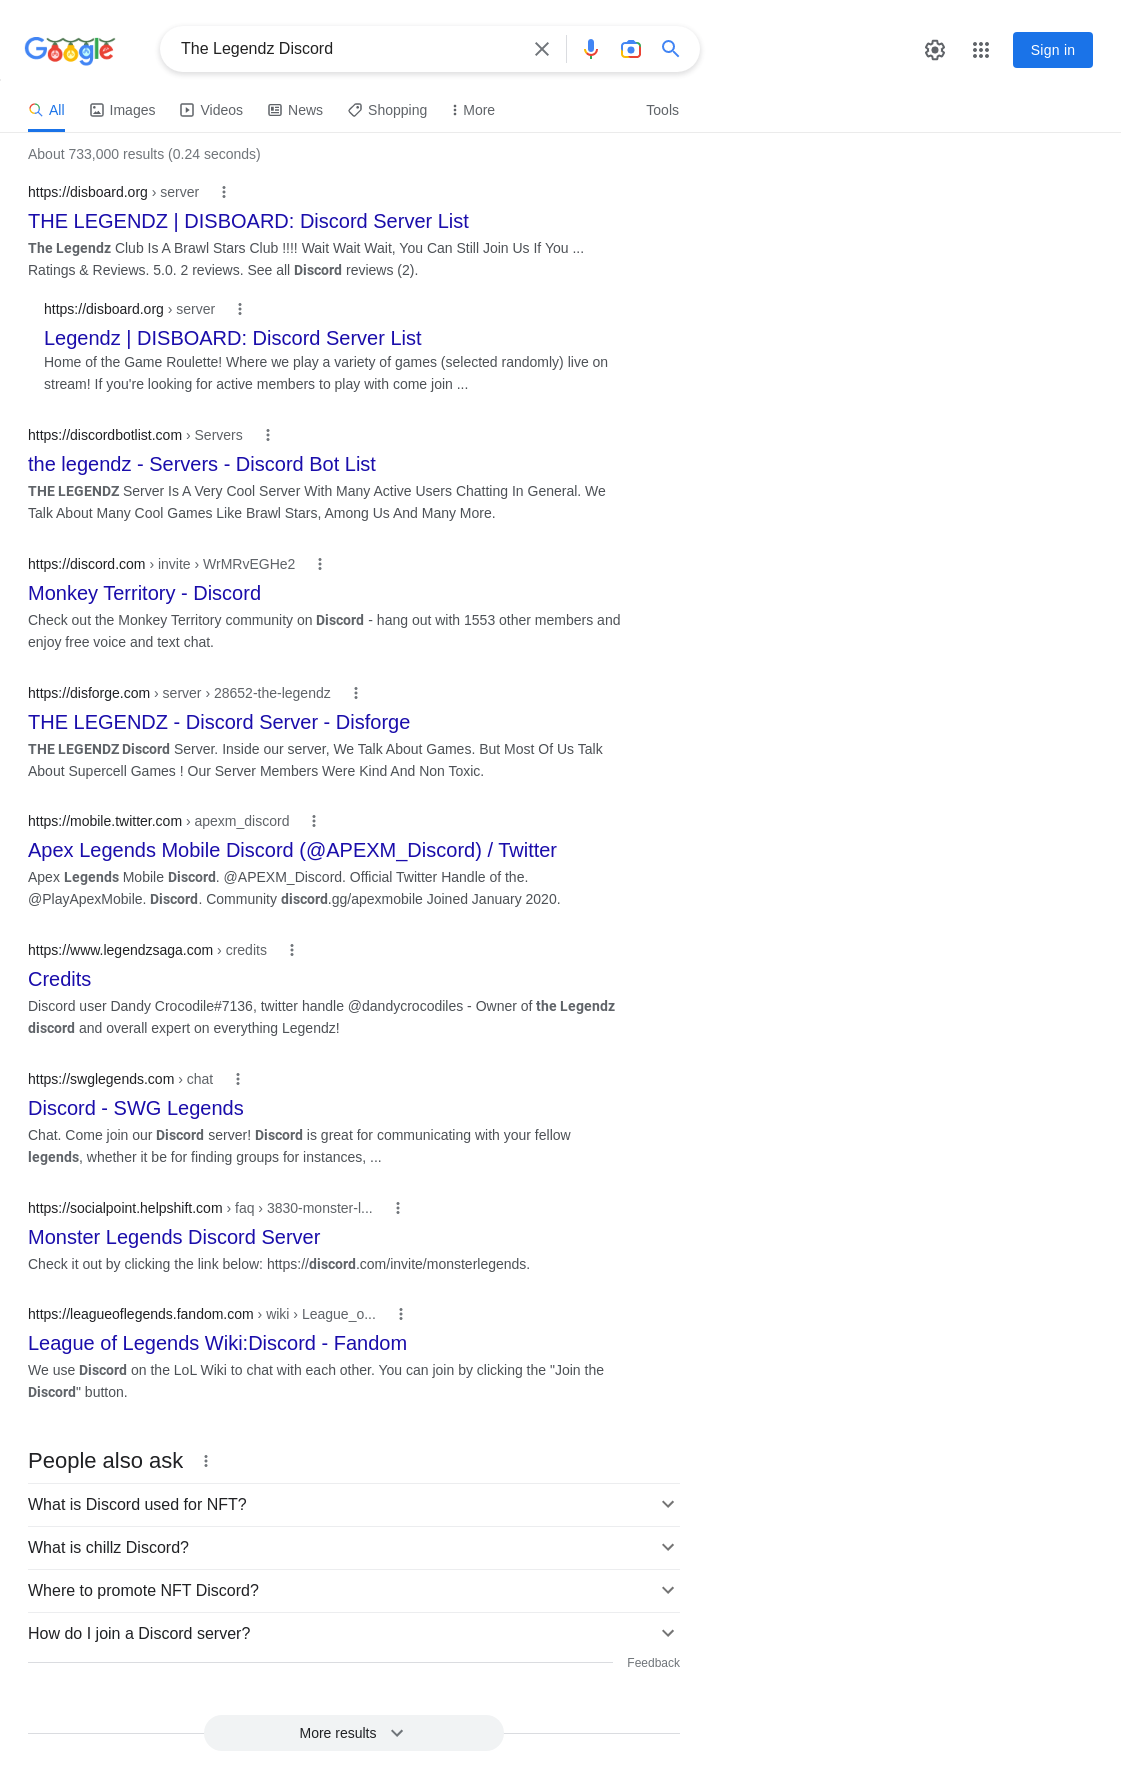 Google
The Legendz Discord
Sign in
All Images Videos News Shopping More Tools
About 733,000 results (0.24 seconds)
https://disboard.org › server
THE LEGENDZ | DISBOARD: Discord Server List
The Legendz Club Is A Brawl Stars Club !!!! Wait Wait Wait, You Can Still Join Us If You ...
Ratings & Reviews. 5.0. 2 reviews. See all Discord reviews (2).
https://disboard.org › server
Legendz | DISBOARD: Discord Server List
Home of the Game Roulette! Where we play a variety of games (selected randomly) live on
stream! If you're looking for active members to play with come join ...
https://discordbotlist.com › Servers
the legendz - Servers - Discord Bot List
THE LEGENDZ Server Is A Very Cool Server With Many Active Users Chatting In General. We
Talk About Many Cool Games Like Brawl Stars, Among Us And Many More.
https://discord.com › invite › WrMRvEGHe2
Monkey Territory - Discord
Check out the Monkey Territory community on Discord - hang out with 1553 other members and
enjoy free voice and text chat.
https://disforge.com › server › 28652-the-legendz
THE LEGENDZ - Discord Server - Disforge
THE LEGENDZ Discord Server. Inside our server, We Talk About Games. But Most Of Us Talk
About Supercell Games ! Our Server Members Were Kind And Non Toxic.
https://mobile.twitter.com › apexm_discord
Apex Legends Mobile Discord (@APEXM_Discord) / Twitter
Apex Legends Mobile Discord. @APEXM_Discord. Official Twitter Handle of the.
@PlayApexMobile. Discord. Community discord.gg/apexmobile Joined January 2020.
https://www.legendzsaga.com › credits
Credits
Discord user Dandy Crocodile#7136, twitter handle @dandycrocodiles - Owner of the Legendz
discord and overall expert on everything Legendz!
https://swglegends.com › chat
Discord - SWG Legends
Chat. Come join our Discord server! Discord is great for communicating with your fellow
legends, whether it be for finding groups for instances, ...
https://socialpoint.helpshift.com › faq › 3830-monster-l...
Monster Legends Discord Server
Check it out by clicking the link below: https://discord.com/invite/monsterlegends.
https://leagueoflegends.fandom.com › wiki › League_o...
League of Legends Wiki:Discord - Fandom
We use Discord on the LoL Wiki to chat with each other. You can join by clicking the "Join the
Discord" button.
People also ask
What is Discord used for NFT?
What is chillz Discord?
Where to promote NFT Discord?
How do I join a Discord server?
Feedback
More results